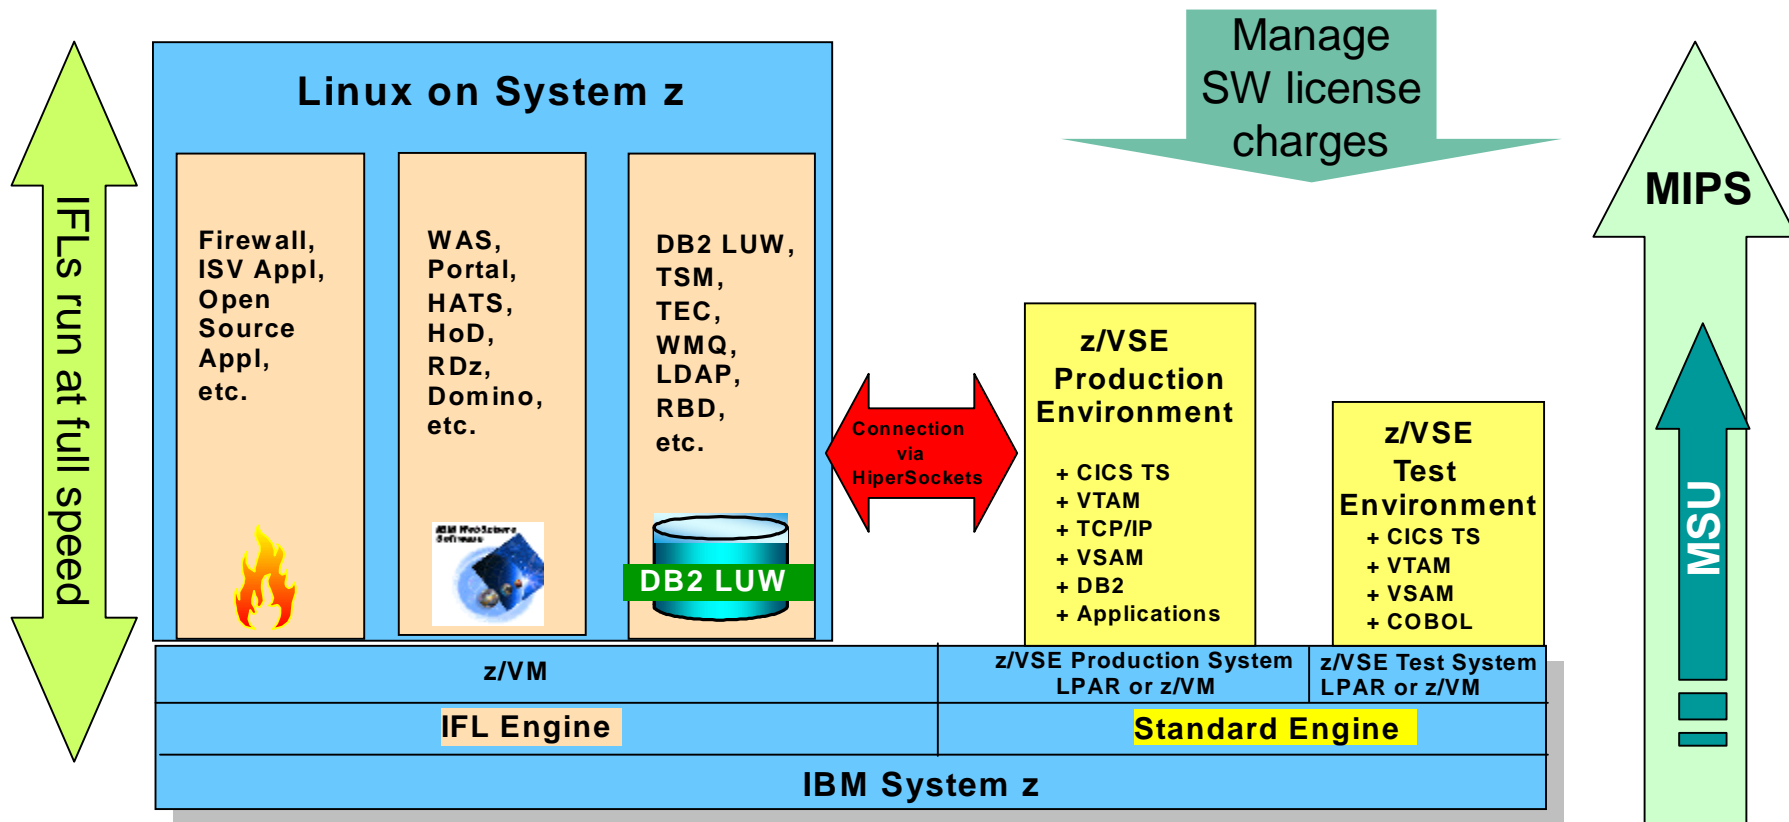 IFLs run at full speed
Linux on System z
Firewall,
ISV Appl,
Open
Source
Appl,
etc.
WAS,
Portal,
HATS,
HoD,
RDz,
Domino,
etc.
IBM WebSphere
Software
DB2 LUW,
TSM,
TEC,
WMQ,
LDAP,
RBD,
etc.
DB2 LUW
Connection
via
HiperSockets
Manage
SW license
charges
z/VSE
Production
Environment
+ CICS TS
+ VTAM
+ TCP/IP
+ VSAM
+ DB2
+ Applications
z/VSE
Test
Environment
+ CICS TS
+ VTAM
+ VSAM
+ COBOL
MIPS
MSU
z/VM
z/VSE Production System
LPAR or z/VM
z/VSE Test System
LPAR or z/VM
IFL Engine
Standard Engine
IBM System z